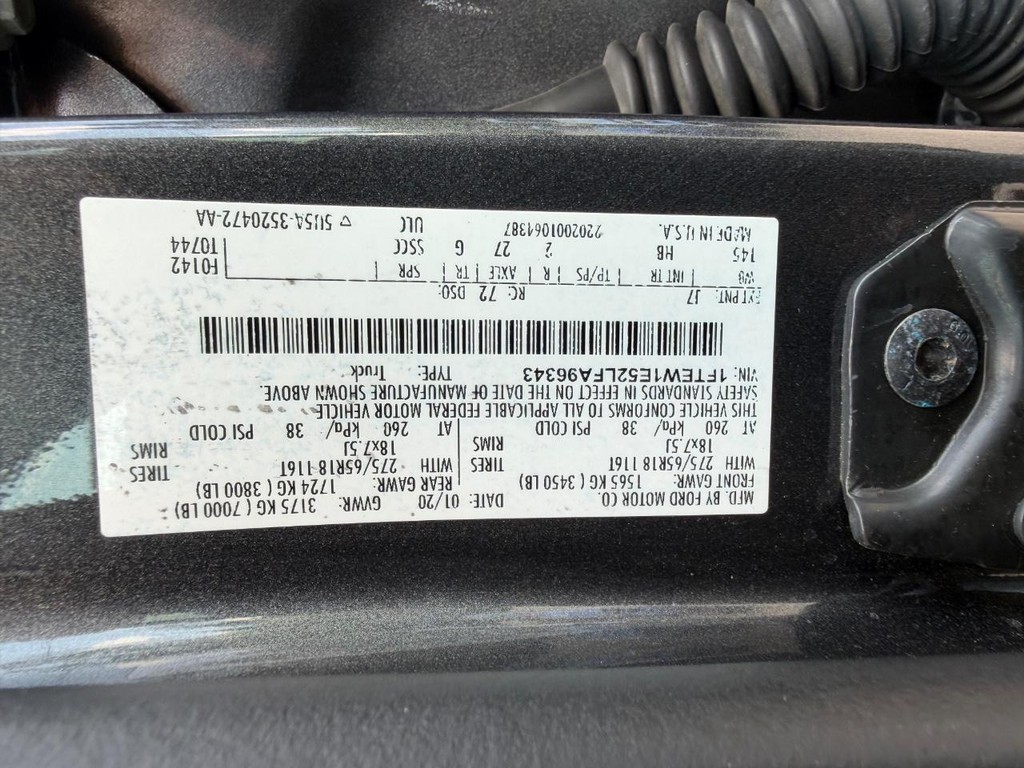 MFD. BY FORD MOTOR CO.
DATE: 01/20 GVWR: 3175 KG ( 7000 LB)
FRONT GAWR: 1565 KG ( 3450 LB) REAR GAWR: 1724 KG ( 3800 LB)
WITH 275/65R18 116T TIRES WITH 275/65R18 116T TIRES
18x7.5J RIMS 18x7.5J RIMS
AT 260 kPa/ 38 PSI COLD AT 260 kPa/ 38 PSI COLD
THIS VEHICLE CONFORMS TO ALL APPLICABLE FEDERAL MOTOR VEHICLE
SAFETY STANDARDS IN EFFECT ON THE DATE OF MANUFACTURE SHOWN ABOVE.
VIN: 1FTEW1E52LFA96343 TYPE: Truck
EXT PNT: J7 RC: 72 DSO:
WB INT TR TP/PS R AXLE TR SPR F0142
145 HB 2 27 G SSCC T0744
MADE IN U.S.A. 2202001064387 ULC ▽ 5U5A-3520472-AA